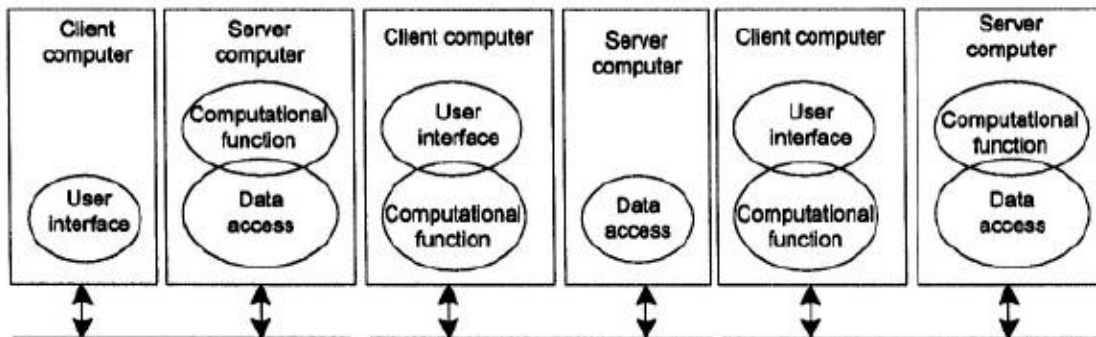 Client
computer
User
interface
Server
computer
Computational
function
Data
access
Client computer
User
interface
Computational
function
Server
computer
Data
access
Client computer
User
interface
Computational
function
Server
computer
Computational
function
Data
access